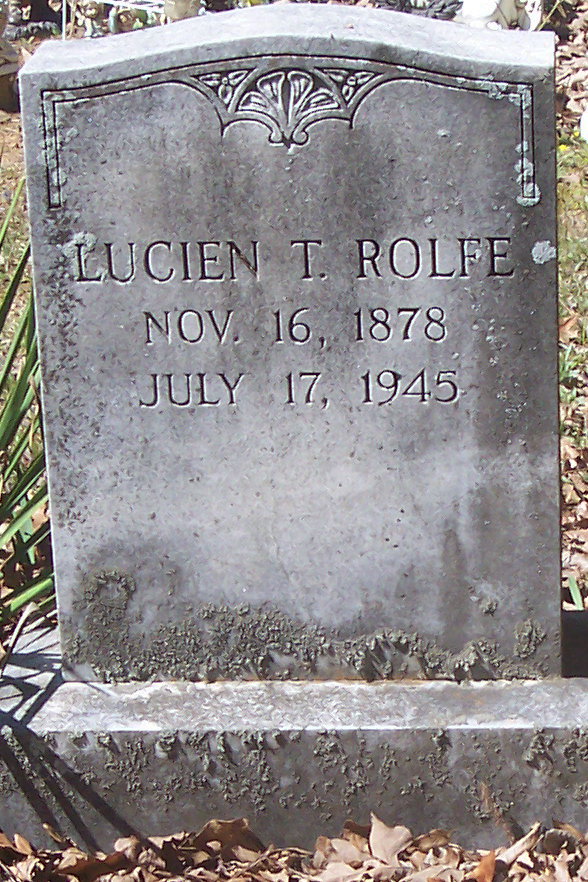 LUCIEN T. ROLFE
NOV. 16, 1878
JULY 17, 1945